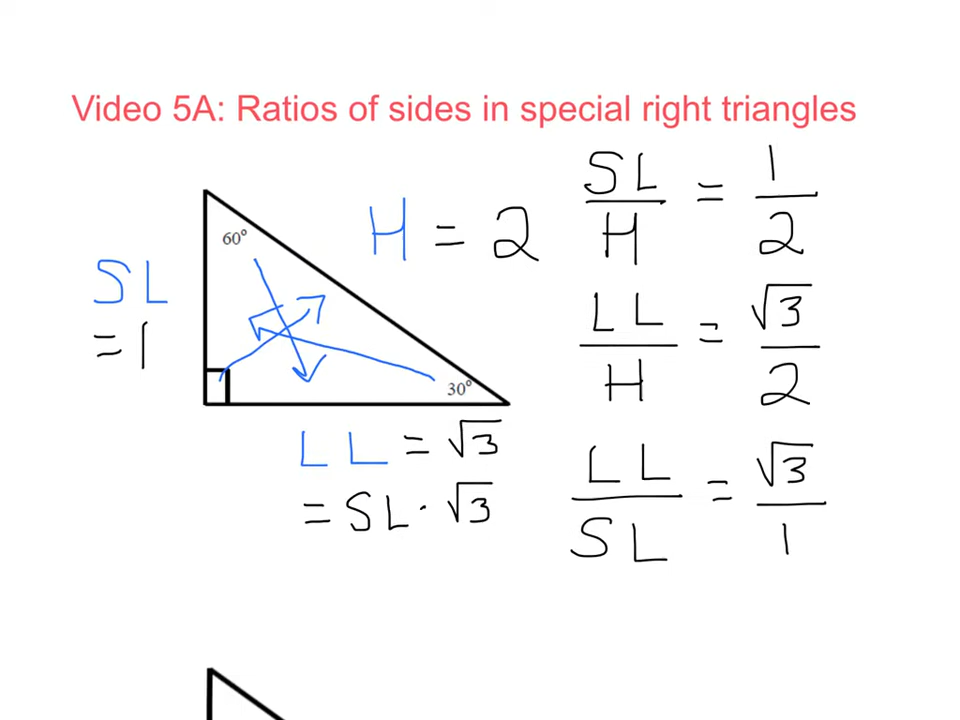 Video 5A: Ratios of sides in special right triangles
60°
30°
SL
= 1
H = 2
LL = √3
= SL · √3
SL/H = 1/2
LL/H = √3/2
LL/SL = √3/1